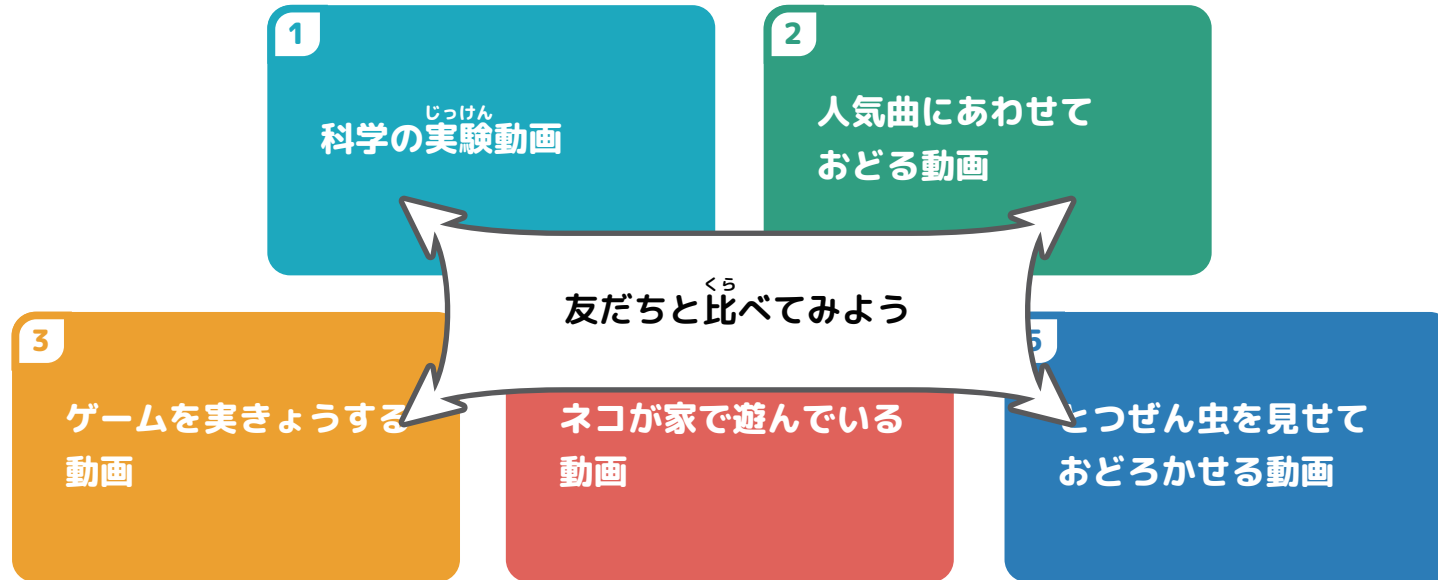 1
じっけん
科学の実験動画
2
人気曲にあわせて
おどる動画
くら
友だちと比べてみよう
3
ゲームを実きょうする
動画
ネコが家で遊んでいる
動画
5
とつぜん虫を見せて
おどろかせる動画